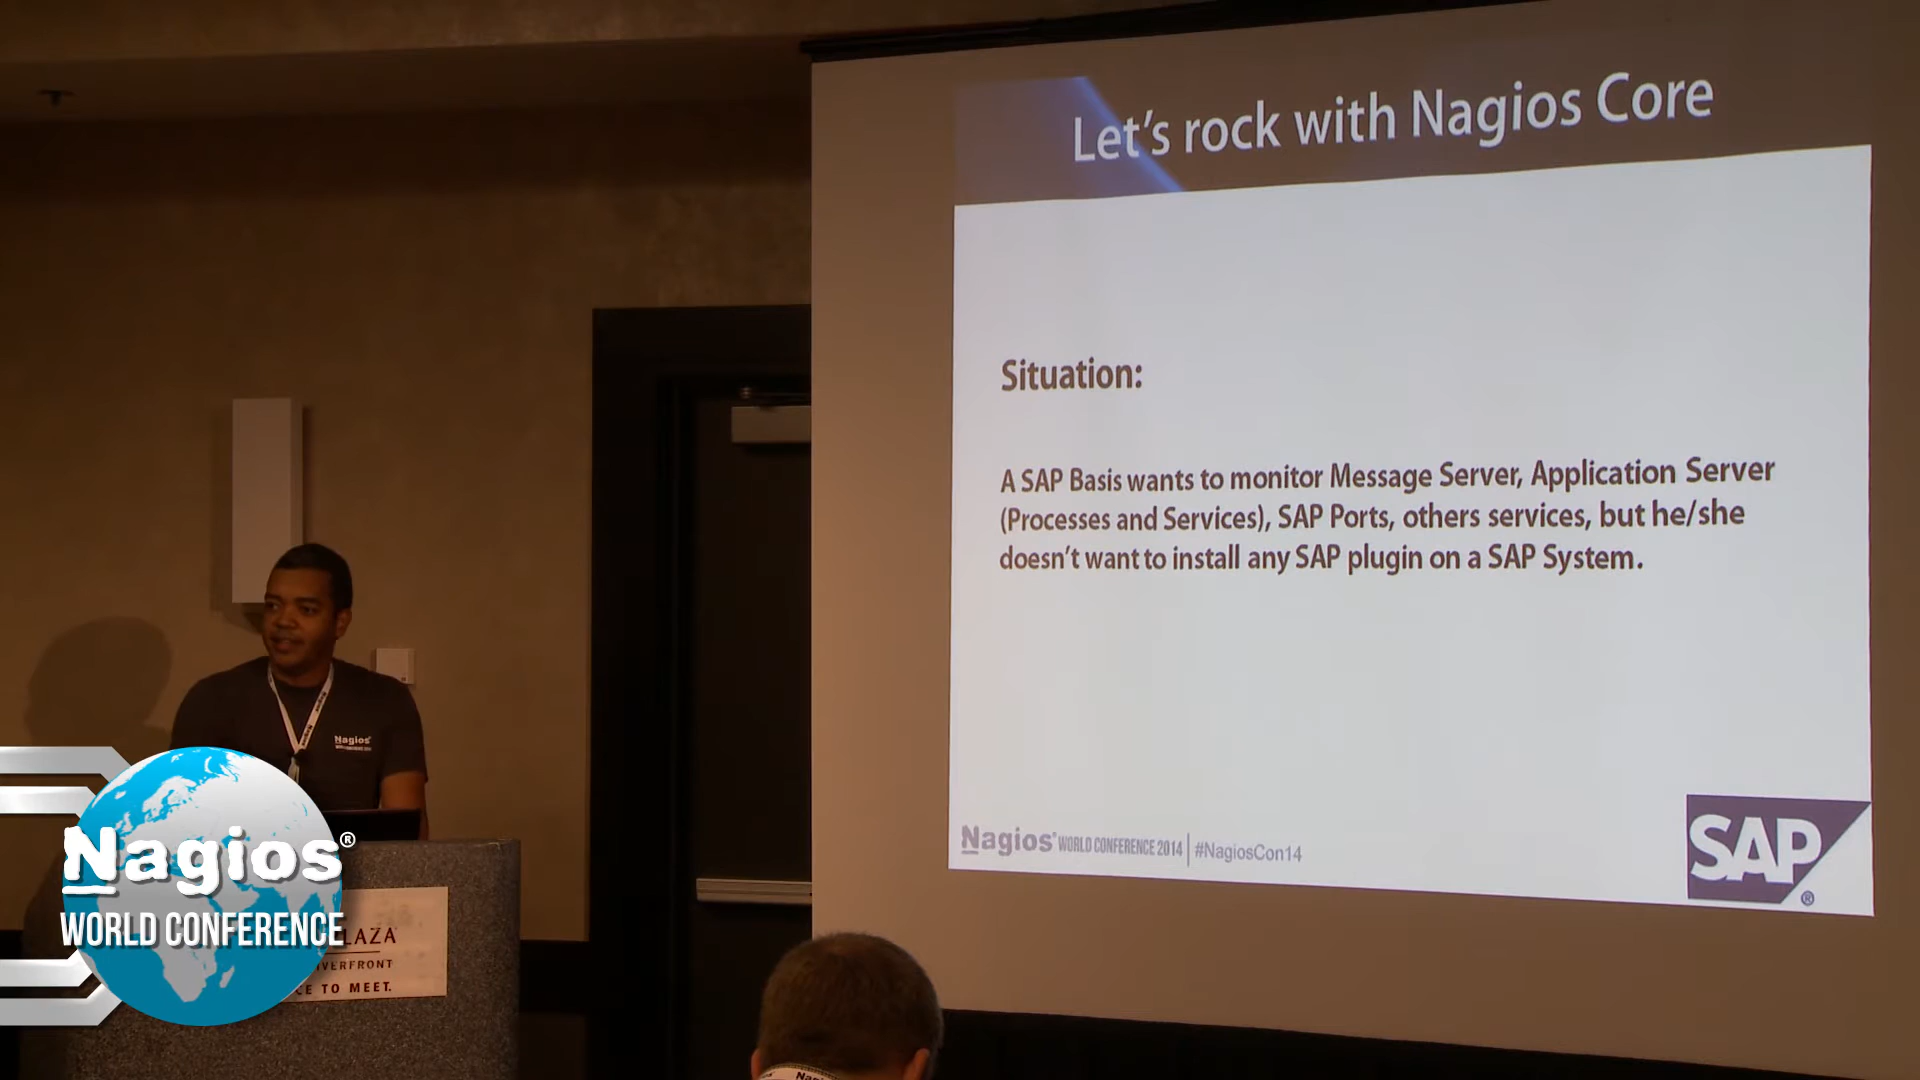 Let's rock with Nagios Core
Situation:
A SAP Basis wants to monitor Message Server, Application Server
(Processes and Services), SAP Ports, others services, but he/she
doesn't want to install any SAP plugin on a SAP System.
Nagios® WORLD CONFERENCE 2014 | #NagiosCon14
SAP
®
Nagios®
Nagios®
WORLD CONFERENCE
LAZA
VERFRONT
CE TO MEET.
Nagios